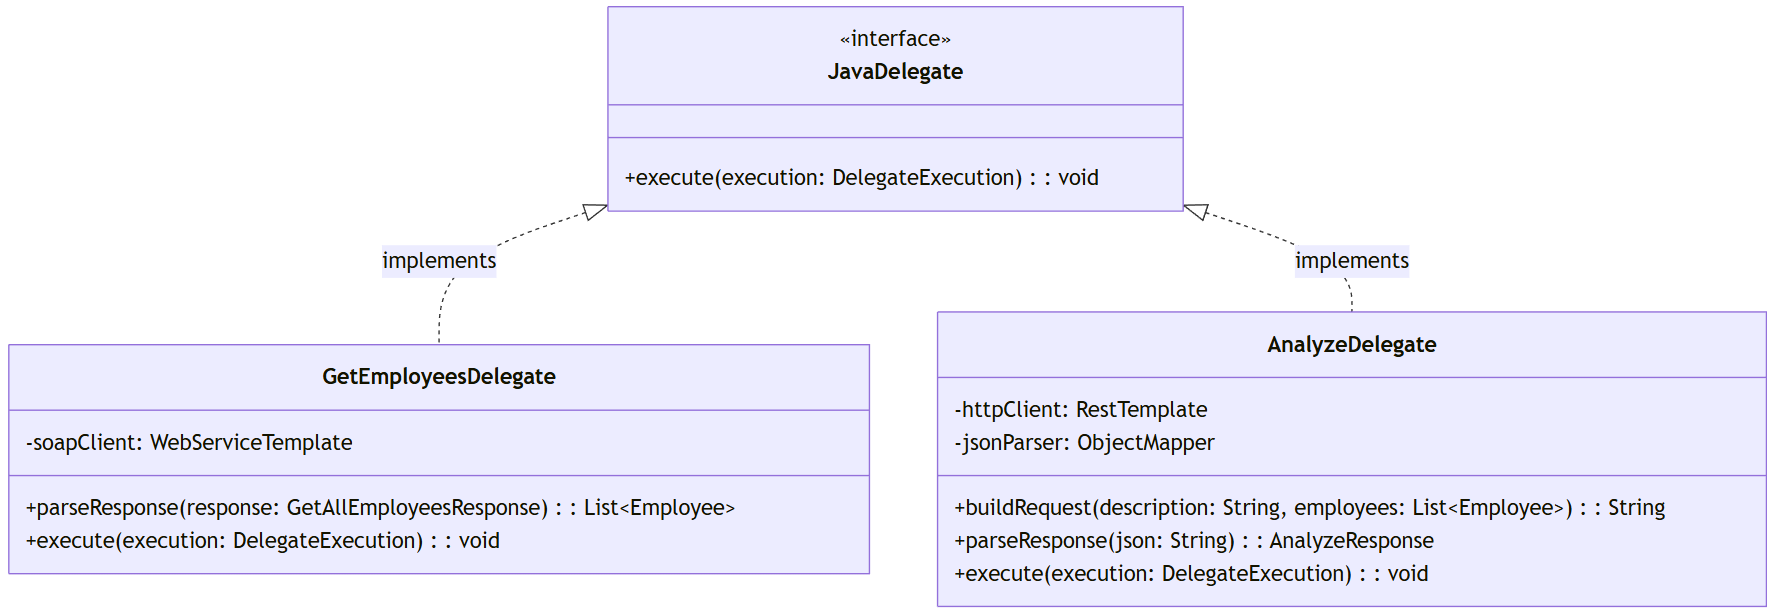 «interface»
JavaDelegate
+execute(execution: DelegateExecution) : : void
implements
implements
GetEmployeesDelegate
-soapClient: WebServiceTemplate
+parseResponse(response: GetAllEmployeesResponse) : : List<Employee>
+execute(execution: DelegateExecution) : : void
AnalyzeDelegate
-httpClient: RestTemplate
-jsonParser: ObjectMapper
+buildRequest(description: String, employees: List<Employee>) : : String
+parseResponse(json: String) : : AnalyzeResponse
+execute(execution: DelegateExecution) : : void